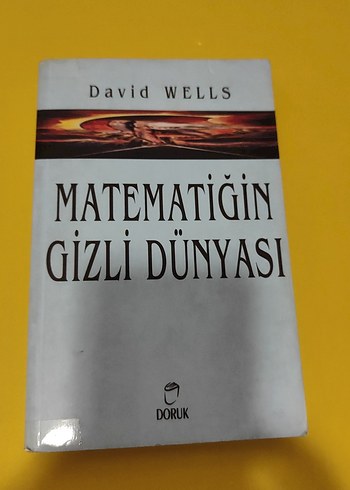 David WELLS
MATEMATİĞİN
GİZLİ DÜNYASI
DORUK